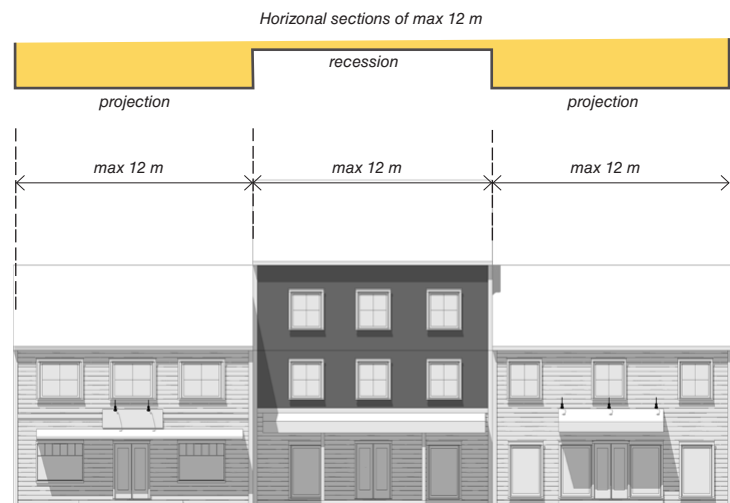 Horizonal sections of max 12 m
recession
projection
projection
max 12 m
max 12 m
max 12 m